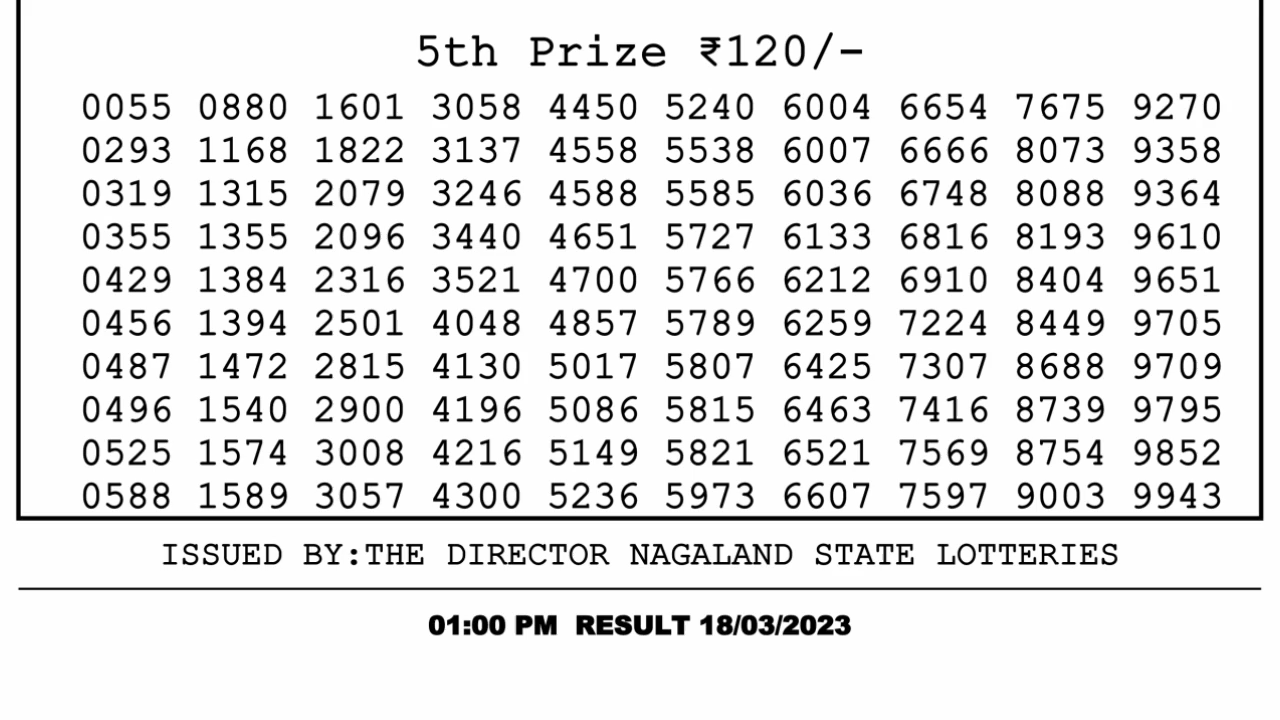 5th Prize ₹120/-
0055 0880 1601 3058 4450 5240 6004 6654 7675 9270
0293 1168 1822 3137 4558 5538 6007 6666 8073 9358
0319 1315 2079 3246 4588 5585 6036 6748 8088 9364
0355 1355 2096 3440 4651 5727 6133 6816 8193 9610
0429 1384 2316 3521 4700 5766 6212 6910 8404 9651
0456 1394 2501 4048 4857 5789 6259 7224 8449 9705
0487 1472 2815 4130 5017 5807 6425 7307 8688 9709
0496 1540 2900 4196 5086 5815 6463 7416 8739 9795
0525 1574 3008 4216 5149 5821 6521 7569 8754 9852
0588 1589 3057 4300 5236 5973 6607 7597 9003 9943
ISSUED BY:THE DIRECTOR NAGALAND STATE LOTTERIES
01:00 PM RESULT 18/03/2023